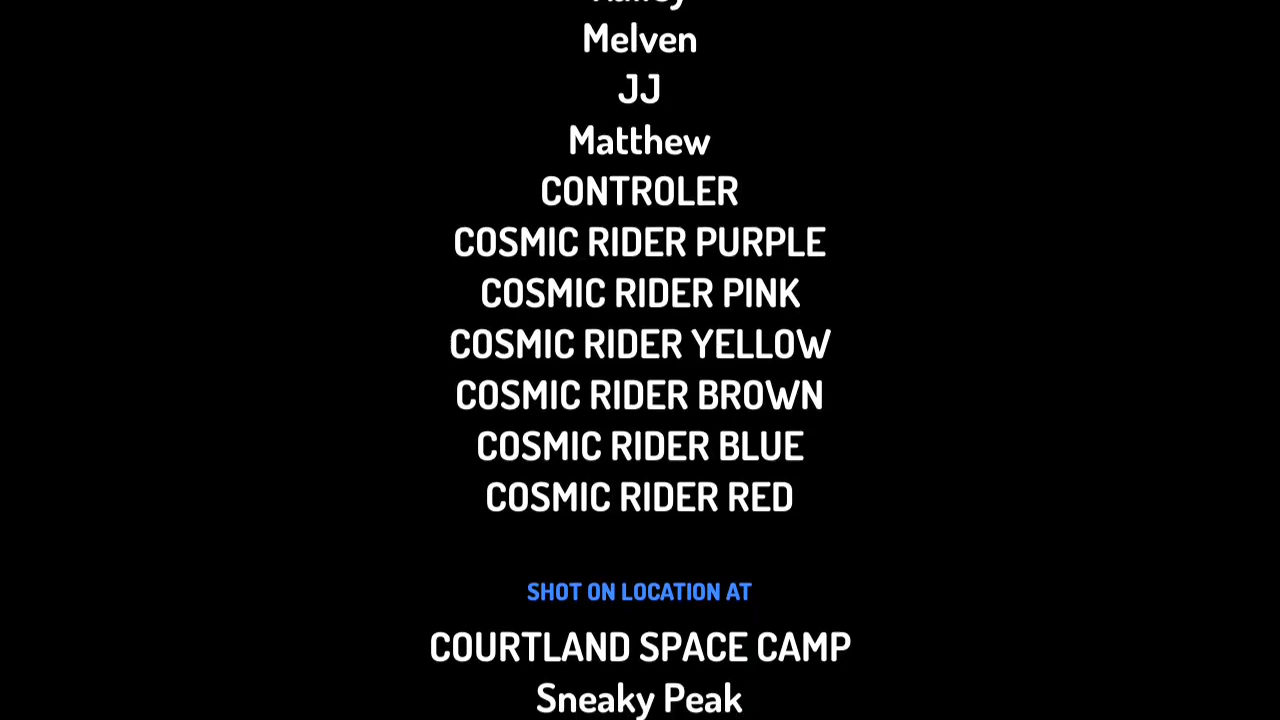 Melven
JJ
Matthew
CONTROLER
COSMIC RIDER PURPLE
COSMIC RIDER PINK
COSMIC RIDER YELLOW
COSMIC RIDER BROWN
COSMIC RIDER BLUE
COSMIC RIDER RED
SHOT ON LOCATION AT
COURTLAND SPACE CAMP
Sneaky Peak